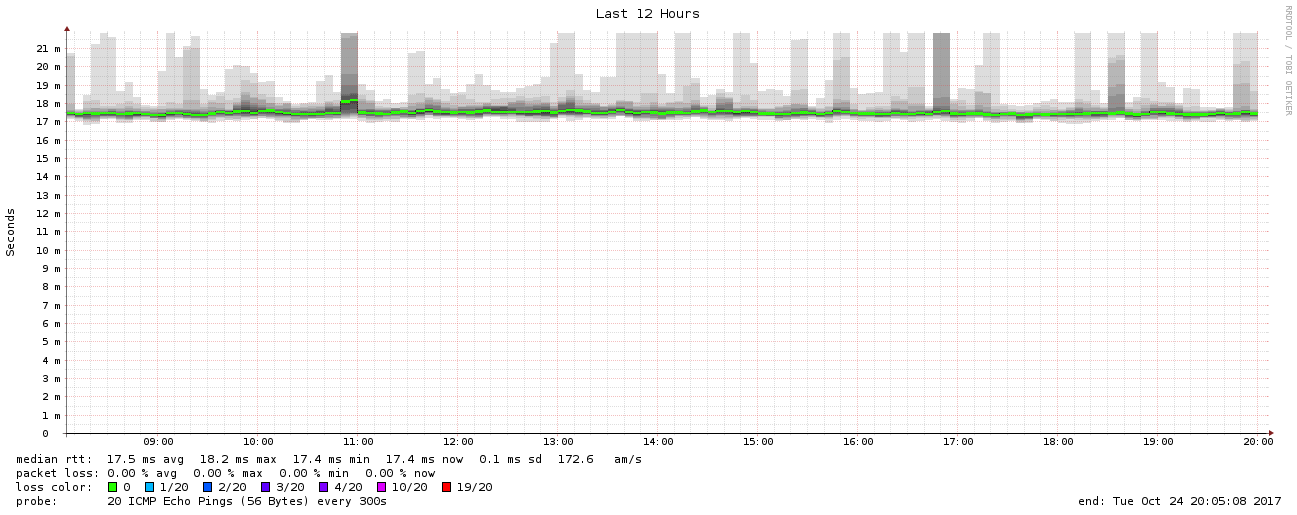 Last 12 Hours
RRDTOOL / TOBI OETIKER
Seconds
21 m
20 m
19 m
18 m
17 m
16 m
15 m
14 m
13 m
12 m
11 m
10 m
9 m
8 m
7 m
6 m
5 m
4 m
3 m
2 m
1 m
0
09:00 10:00 11:00 12:00 13:00 14:00 15:00 16:00 17:00 18:00 19:00 20:00
median rtt: 17.5 ms avg 18.2 ms max 17.4 ms min 17.4 ms now 0.1 ms sd 172.6 am/s
packet loss: 0.00 % avg 0.00 % max 0.00 % min 0.00 % now
loss color: 0 1/20 2/20 3/20 4/20 10/20 19/20
probe: 20 ICMP Echo Pings (56 Bytes) every 300s end: Tue Oct 24 20:05:08 2017